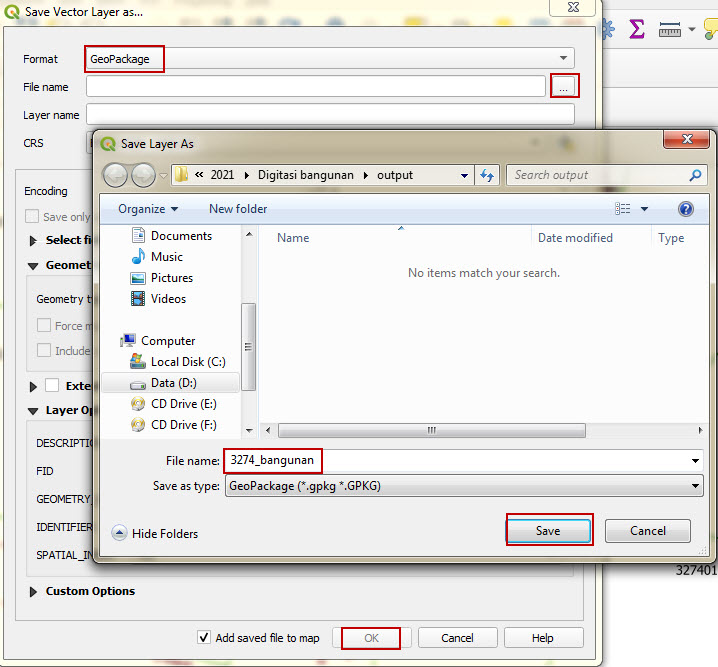 Save Vector Layer as...
Format GeoPackage
File name ...
Layer name
CRS
Save Layer As
« 2021 Digitasi bangunan output Search output
Organize New folder
Encoding
Save only
Select fi
Geomet
Geometry t
Force m
Include
Exte
Layer Op
DESCRIPTIO
FID
GEOMETRY_
IDENTIFIER
SPATIAL_IN
Custom Options
Documents
Music
Pictures
Videos
Computer
Local Disk (C:)
Data (D:)
CD Drive (E:)
CD Drive (F:)
Name Date modified Type
No items match your search.
File name: 3274_bangunan
Save as type: GeoPackage (*.gpkg *.GPKG)
Hide Folders Save Cancel
327401
Add saved file to map OK Cancel Help